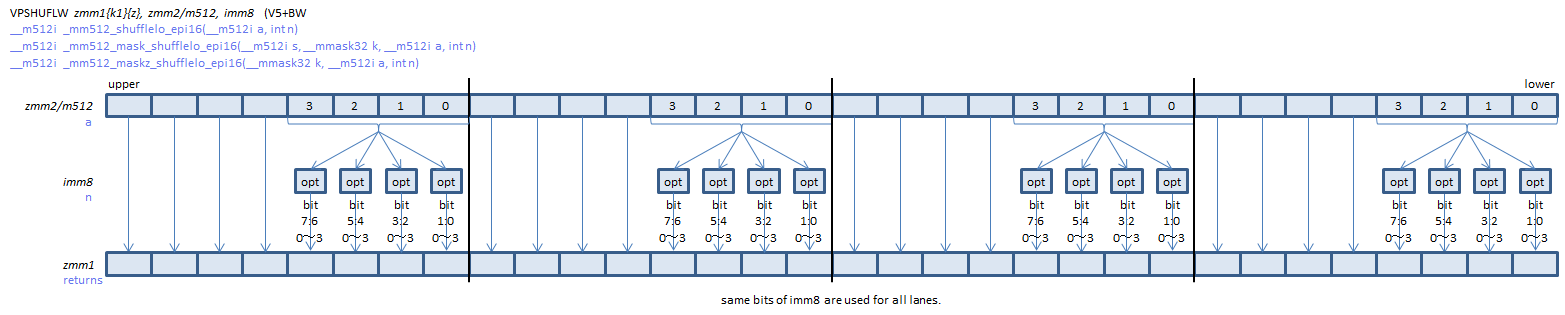 VPSHUFLW zmm1{k1}{z}, zmm2/m512, imm8 (V5+BW
__m512i _mm512_shufflelo_epi16(__m512i a, int n)
__m512i _mm512_mask_shufflelo_epi16(__m512i s, __mmask32 k, __m512i a, int n)
__m512i _mm512_maskz_shufflelo_epi16(__mmask32 k, __m512i a, int n)
upper lower
zmm2/m512 3 2 1 0 3 2 1 0 3 2 1 0 3 2 1 0
a
imm8 opt opt opt opt opt opt opt opt opt opt opt opt opt opt opt opt
n
bit bit bit bit bit bit bit bit bit bit bit bit bit bit bit bit
7:6 5:4 3:2 1:0 7:6 5:4 3:2 1:0 7:6 5:4 3:2 1:0 7:6 5:4 3:2 1:0
0～3 0～3 0～3 0～3 0～3 0～3 0～3 0～3 0～3 0～3 0～3 0～3 0～3 0～3 0～3 0～3
zmm1
returns
same bits of imm8 are used for all lanes.